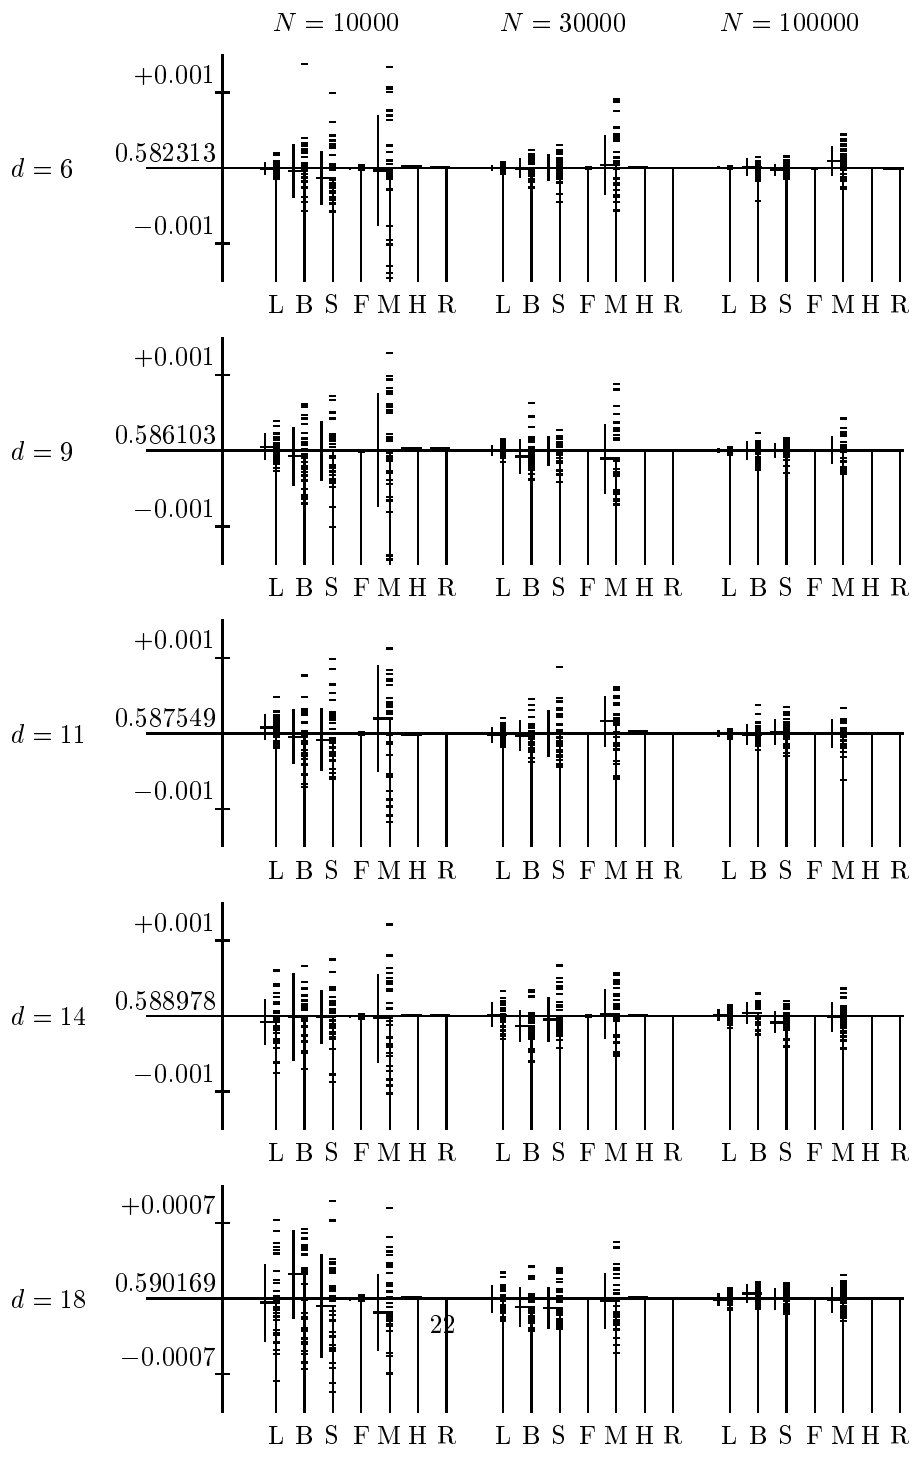 N = 10000 N = 30000 N = 100000
+0.001
0.582313
d = 6
−0.001
L B S F M H R L B S F M H R L B S F M H R
+0.001
0.586103
d = 9
−0.001
L B S F M H R L B S F M H R L B S F M H R
+0.001
0.587549
d = 11
−0.001
L B S F M H R L B S F M H R L B S F M H R
+0.001
0.588978
d = 14
−0.001
L B S F M H R L B S F M H R L B S F M H R
+0.0007
0.590169
d = 18
22
−0.0007
L B S F M H R L B S F M H R L B S F M H R